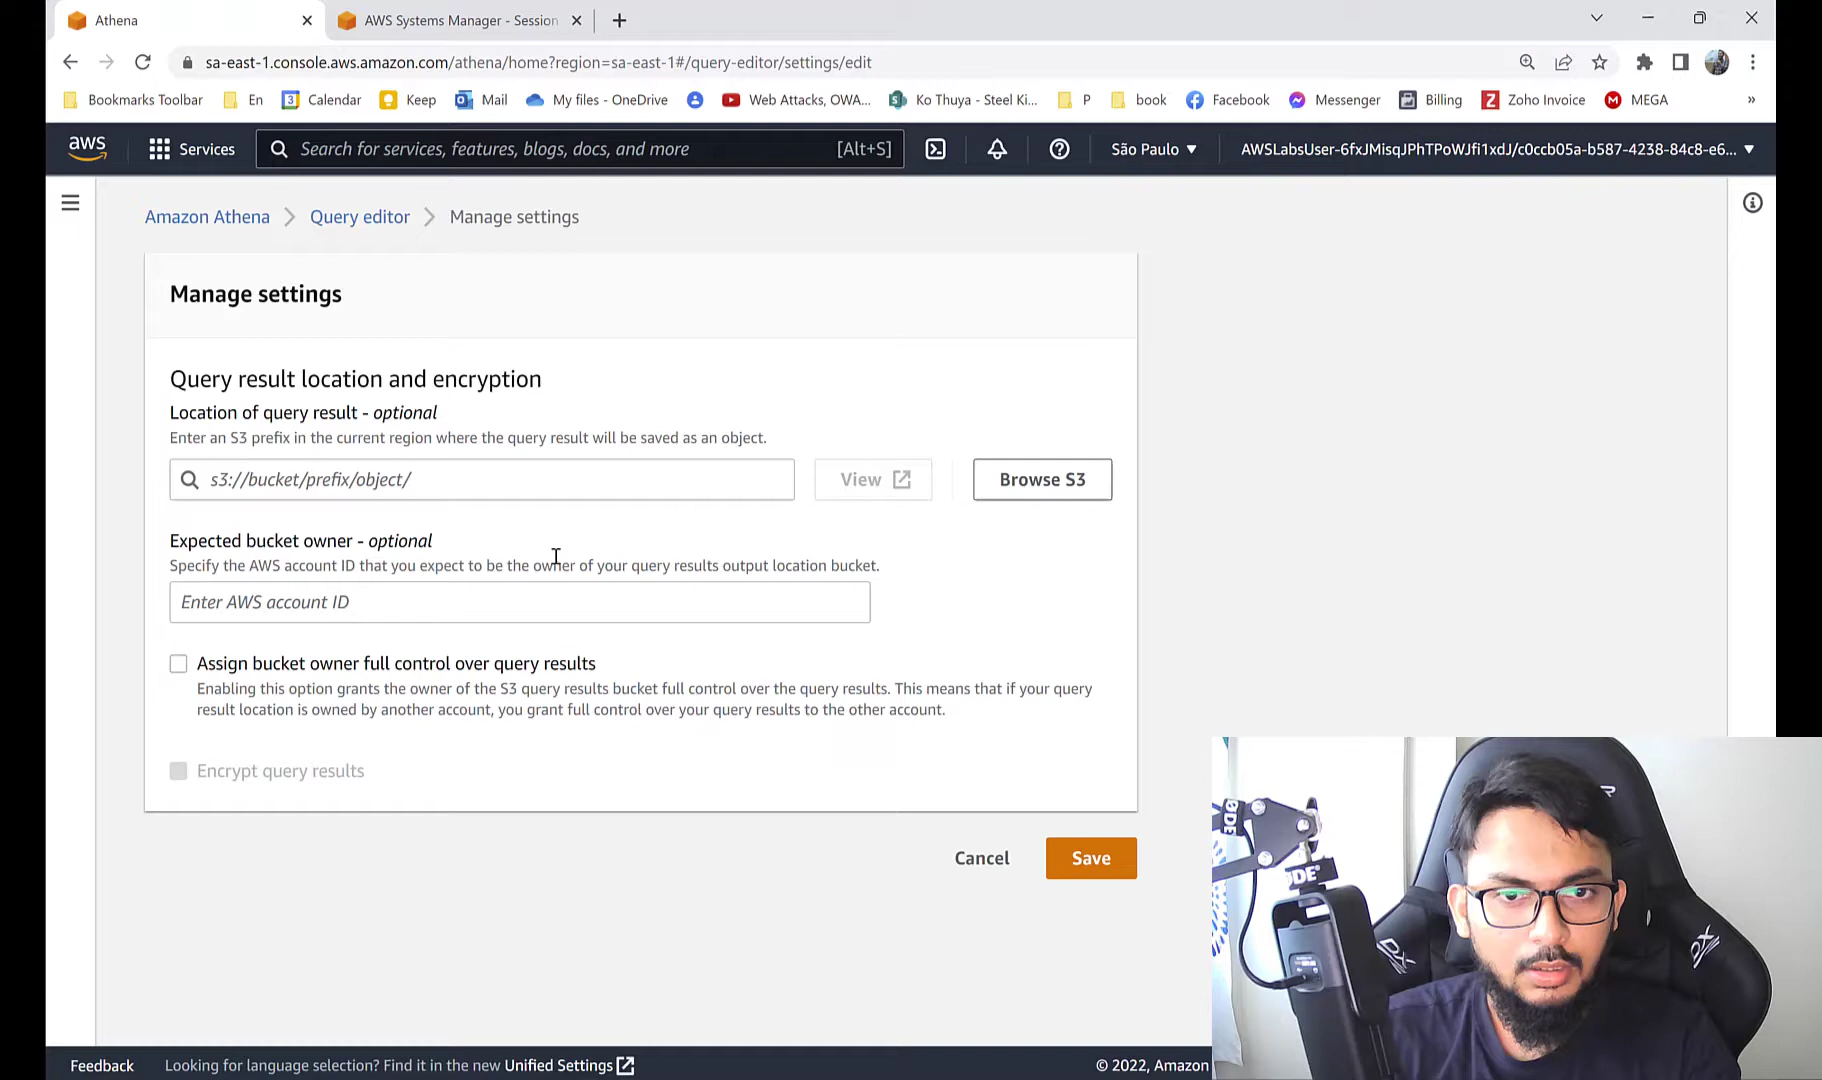 Athena
AWS Systems Manager - Session
sa-east-1.console.aws.amazon.com/athena/home?region=sa-east-1#/query-editor/settings/edit
Bookmarks Toolbar
En
Calendar
Keep
Mail
My files - OneDrive
Web Attacks, OWA...
Ko Thuya - Steel Ki...
P
book
Facebook
Messenger
Billing
Zoho Invoice
MEGA
»
aws
Services
Search for services, features, blogs, docs, and more
[Alt+S]
São Paulo
AWSLabsUser-6fxJMisqJPhTPoWJfi1xdJ/c0ccb05a-b587-4238-84c8-e6...
Amazon Athena
Query editor
Manage settings
Manage settings
Query result location and encryption
Location of query result - optional
Enter an S3 prefix in the current region where the query result will be saved as an object.
s3://bucket/prefix/object/
View
Browse S3
Expected bucket owner - optional
Specify the AWS account ID that you expect to be the owner of your query results output location bucket.
Enter AWS account ID
Assign bucket owner full control over query results
Enabling this option grants the owner of the S3 query results bucket full control over the query results. This means that if your query
result location is owned by another account, you grant full control over your query results to the other account.
Encrypt query results
Cancel
Save
Feedback
Looking for language selection? Find it in the new Unified Settings
© 2022, Amazon